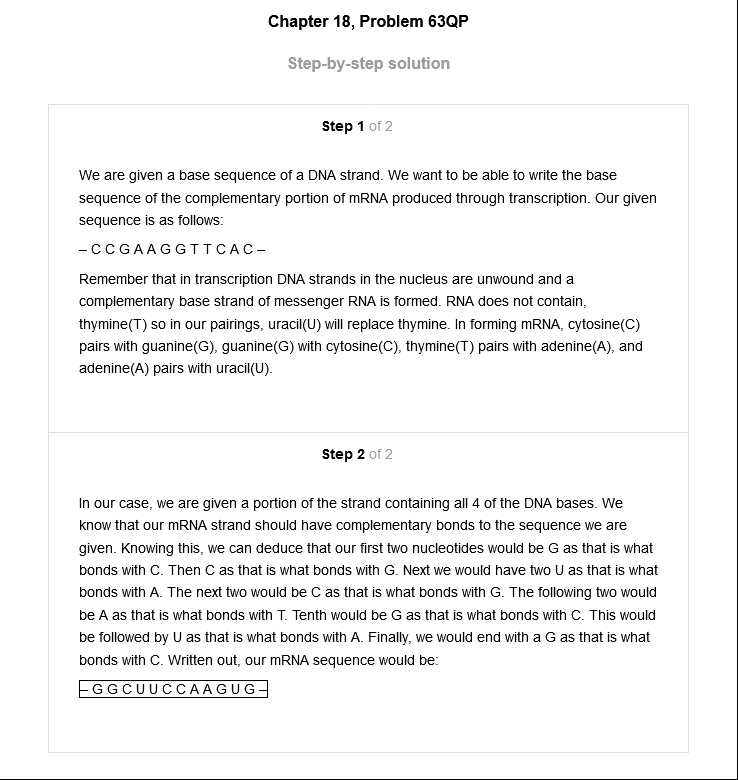 Chapter 18, Problem 63QP
Step-by-step solution
Step 1 of 2
We are given a base sequence of a DNA strand. We want to be able to write the base
sequence of the complementary portion of mRNA produced through transcription. Our given
sequence is as follows:
– C C G A A G G T T C A C –
Remember that in transcription DNA strands in the nucleus are unwound and a
complementary base strand of messenger RNA is formed. RNA does not contain,
thymine(T) so in our pairings, uracil(U) will replace thymine. In forming mRNA, cytosine(C)
pairs with guanine(G), guanine(G) with cytosine(C), thymine(T) pairs with adenine(A), and
adenine(A) pairs with uracil(U).
Step 2 of 2
In our case, we are given a portion of the strand containing all 4 of the DNA bases. We
know that our mRNA strand should have complementary bonds to the sequence we are
given. Knowing this, we can deduce that our first two nucleotides would be G as that is what
bonds with C. Then C as that is what bonds with G. Next we would have two U as that is what
bonds with A. The next two would be C as that is what bonds with G. The following two would
be A as that is what bonds with T. Tenth would be G as that is what bonds with C. This would
be followed by U as that is what bonds with A. Finally, we would end with a G as that is what
bonds with C. Written out, our mRNA sequence would be:
– G G C U U C C A A G U G –